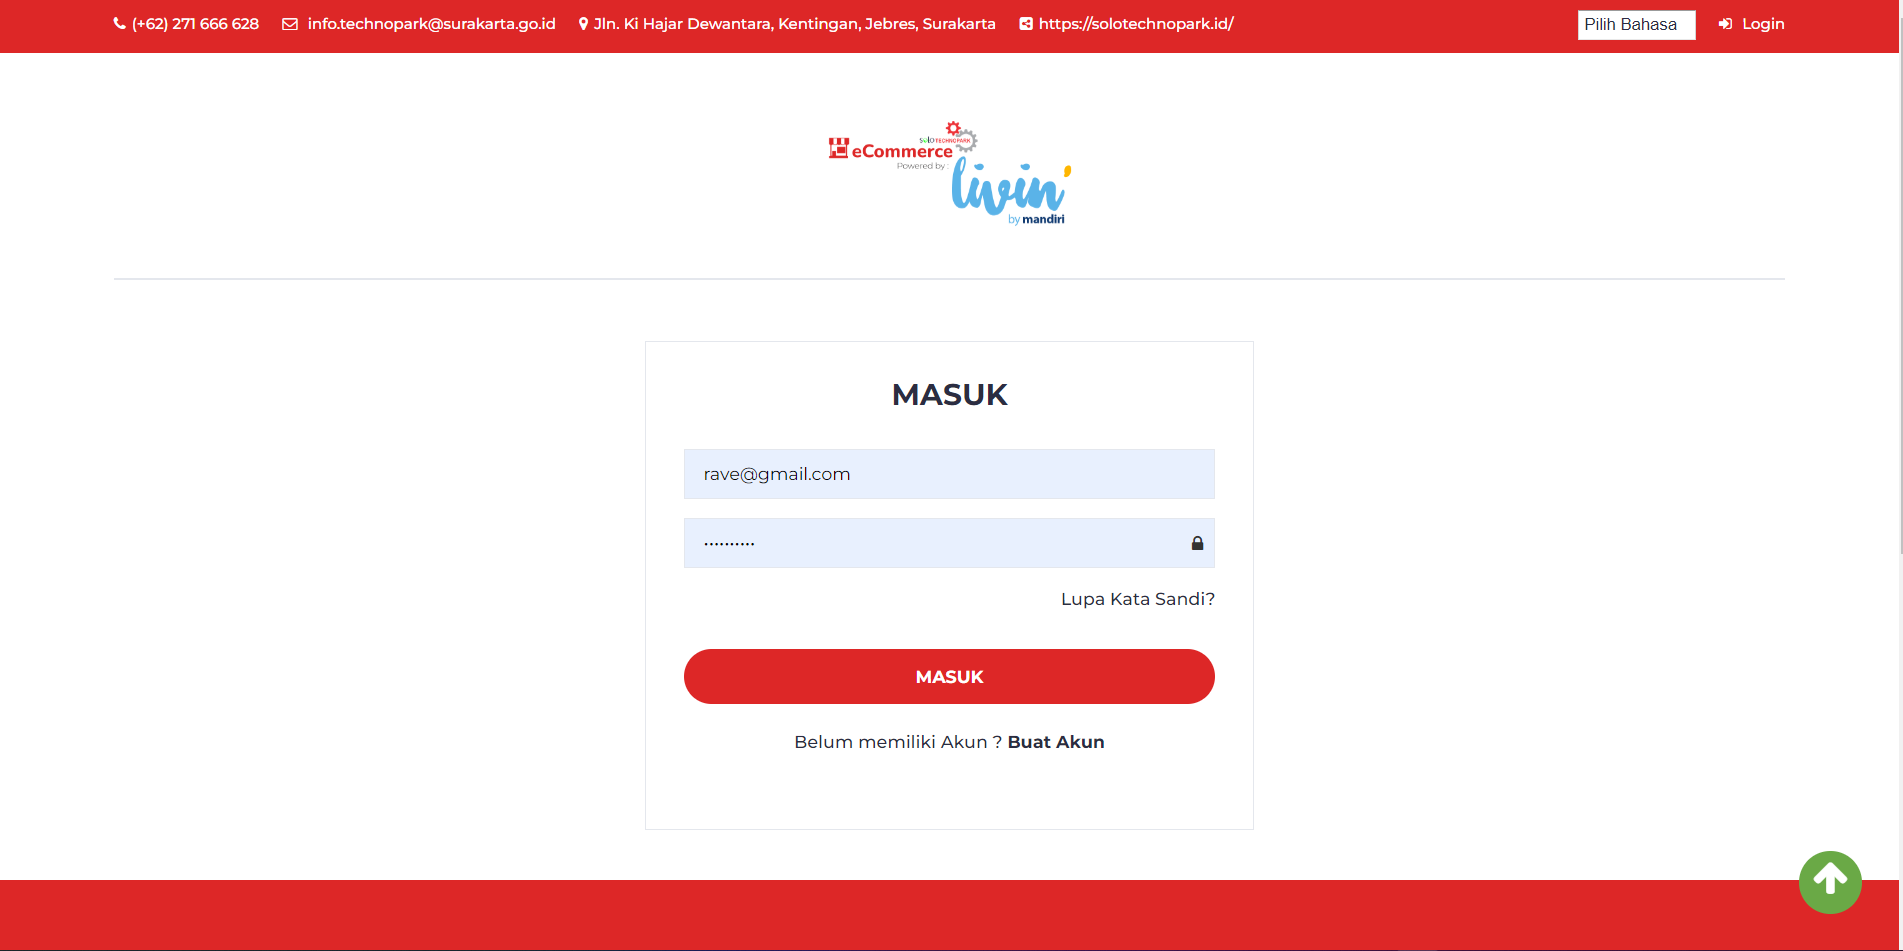 (+62) 271 666 628 info.technopark@surakarta.go.id Jln. Ki Hajar Dewantara, Kentingan, Jebres, Surakarta https://solotechnopark.id/ Pilih Bahasa Login
SOLO TECHNOPARK
eCommerce
Powered by :
livin'
by mandiri
MASUK
rave@gmail.com
••••••••••
Lupa Kata Sandi?
MASUK
Belum memiliki Akun ? Buat Akun